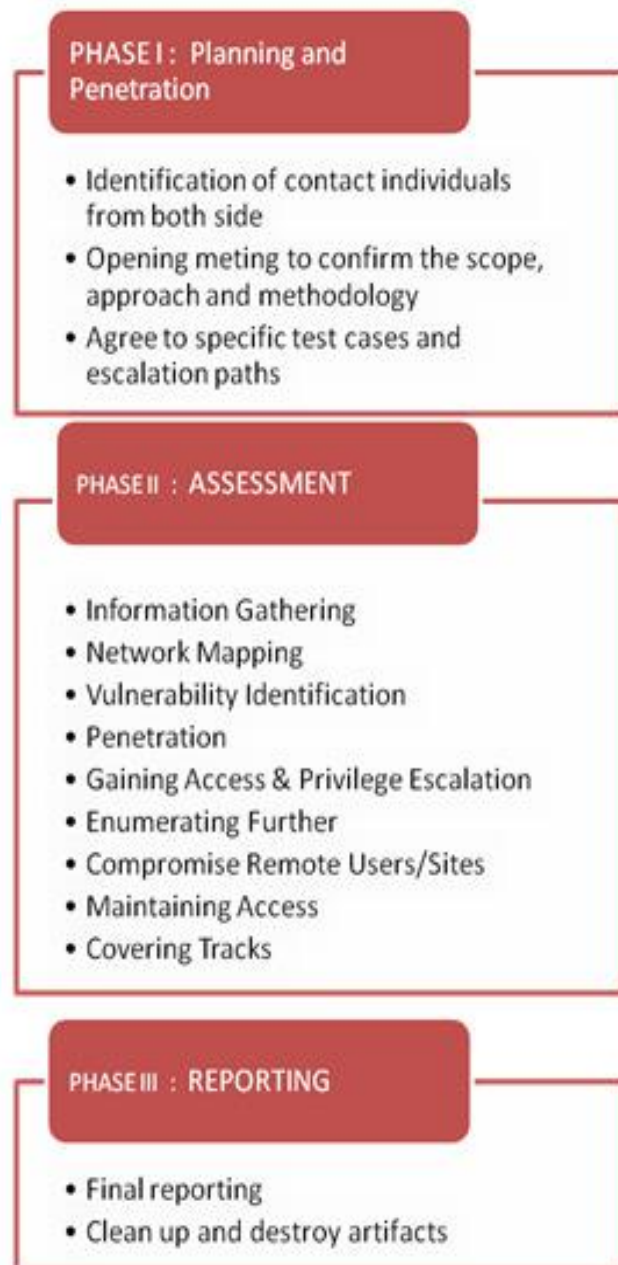 PHASE I : Planning and
Penetration
• Identification of contact individuals
from both side
• Opening meting to confirm the scope,
approach and methodology
• Agree to specific test cases and
escalation paths
PHASE II : ASSESSMENT
• Information Gathering
• Network Mapping
• Vulnerability Identification
• Penetration
• Gaining Access & Privilege Escalation
• Enumerating Further
• Compromise Remote Users/Sites
• Maintaining Access
• Covering Tracks
PHASE III : REPORTING
• Final reporting
• Clean up and destroy artifacts